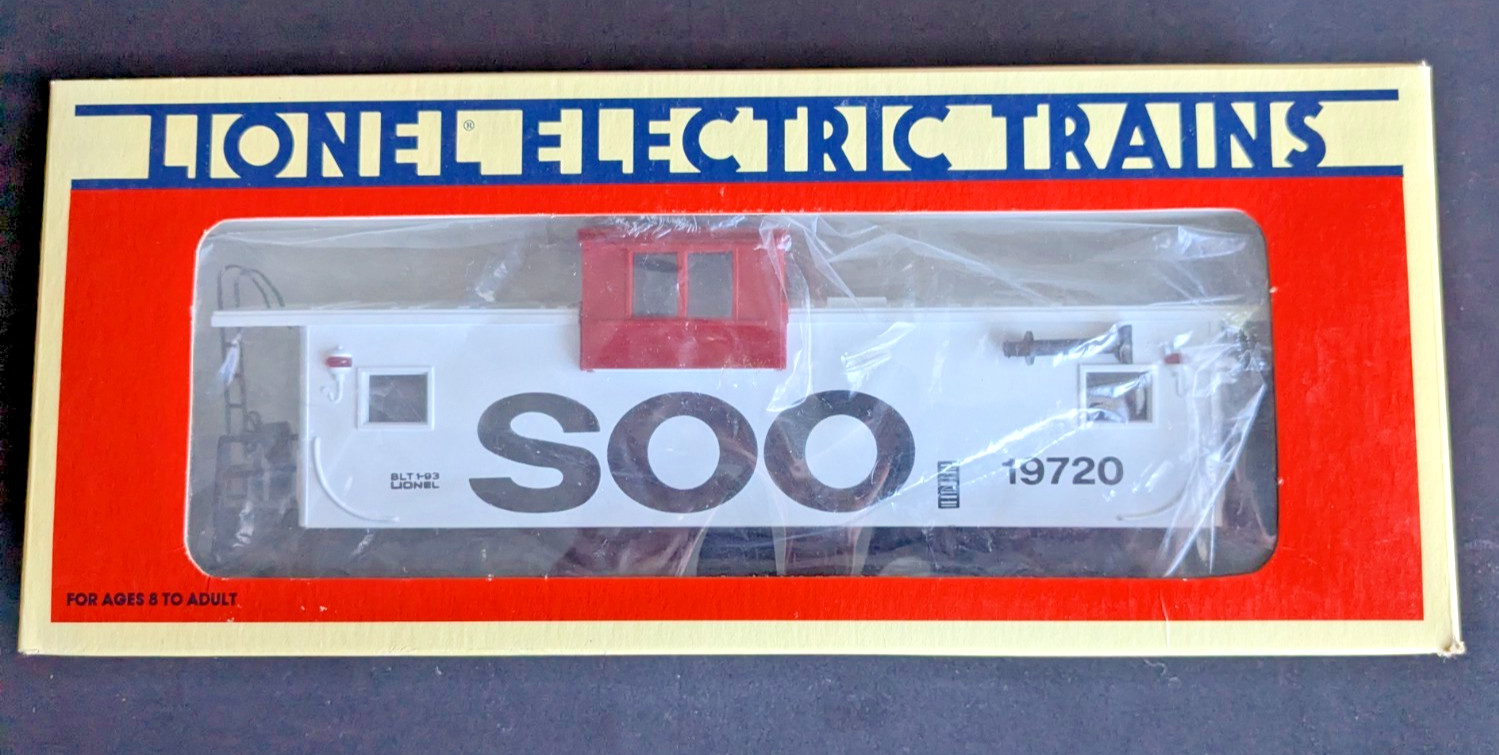 LIONEL® ELECTRIC TRAINS
SOO
BLT 1-93
LIONEL
19720
FOR AGES 8 TO ADULT